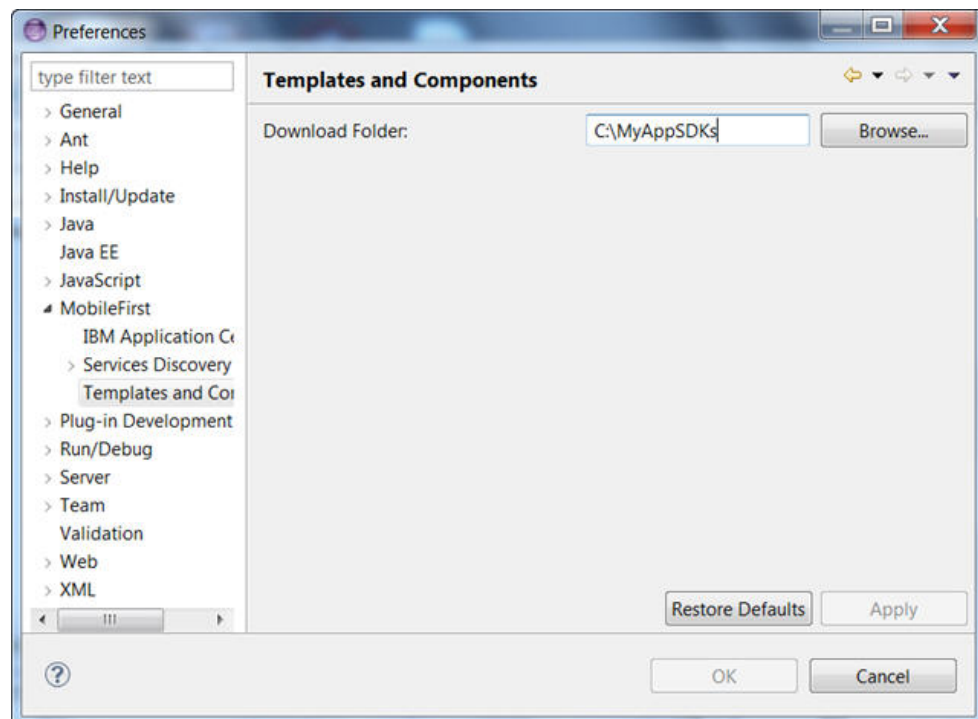 Preferences
type filter text
Templates and Components
General
Ant
Help
Install/Update
Java
Java EE
JavaScript
MobileFirst
IBM Application Ce
Services Discovery
Templates and Cor
Plug-in Development
Run/Debug
Server
Team
Validation
Web
XML
Download Folder: C:\MyAppSDKs Browse...
Restore Defaults Apply
OK Cancel